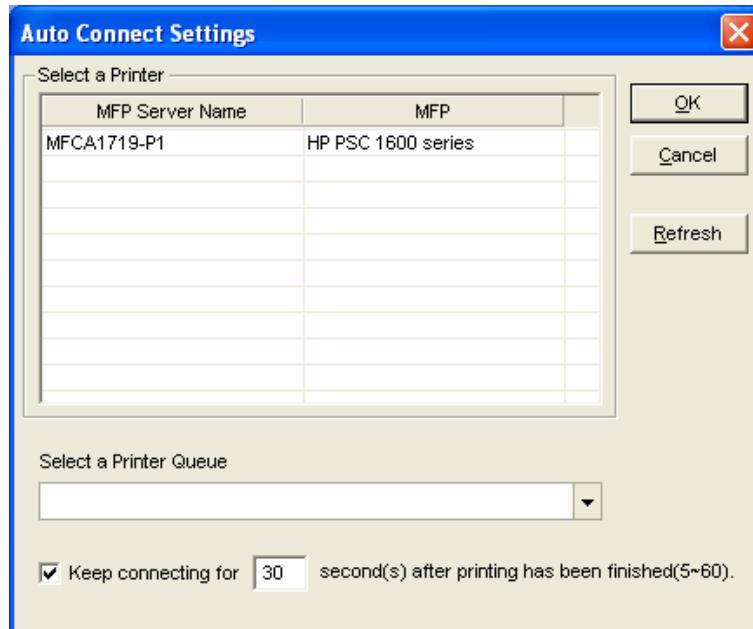 Auto Connect Settings
Select a Printer
MFP Server Name MFP
MFCA1719-P1 HP PSC 1600 series
OK
Cancel
Refresh
Select a Printer Queue
Keep connecting for 30 second(s) after printing has been finished(5~60).